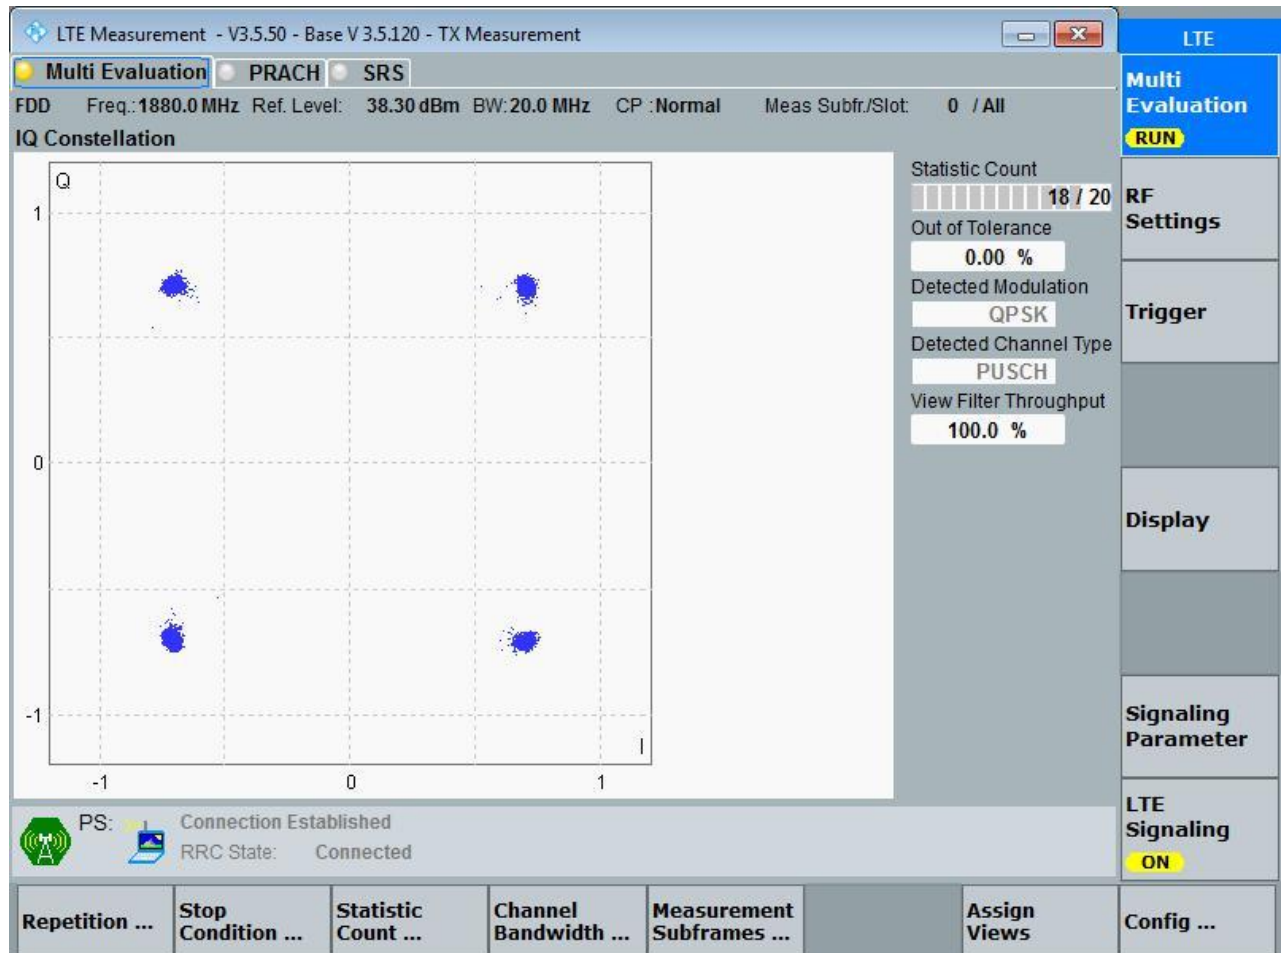 LTE Measurement - V3.5.50 - Base V 3.5.120 - TX Measurement
LTE
Multi Evaluation PRACH SRS
FDD Freq.: 1880.0 MHz Ref. Level: 38.30 dBm BW: 20.0 MHz CP : Normal Meas Subfr./Slot: 0 / All
IQ Constellation
Q
1
0
-1
I
-1 0 1
Statistic Count
18 / 20
Out of Tolerance
0.00 %
Detected Modulation
QPSK
Detected Channel Type
PUSCH
View Filter Throughput
100.0 %
Multi
Evaluation
RUN
RF
Settings
Trigger
Display
Signaling
Parameter
LTE
Signaling
ON
PS: Connection Established
RRC State: Connected
Repetition ...
Stop
Condition ...
Statistic
Count ...
Channel
Bandwidth ...
Measurement
Subframes ...
Assign
Views
Config ...